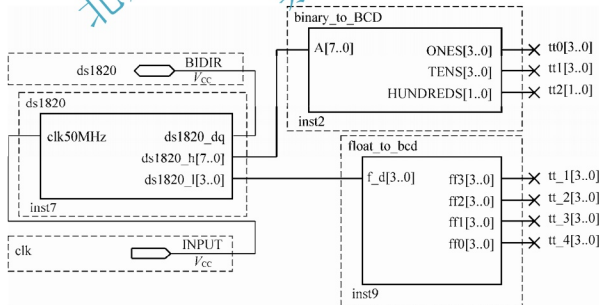 binary_to_BCD
A[7..0]
ONES[3..0]
TENS[3..0]
HUNDREDS[1..0]
tt0[3..0]
tt1[3..0]
tt2[1..0]
inst2
ds1820
BIDIR
VCC
ds1820
clk50MHz
ds1820_dq
ds1820_h[7..0]
ds1820_l[3..0]
inst7
float_to_bcd
f_d[3..0]
ff3[3..0]
ff2[3..0]
ff1[3..0]
ff0[3..0]
tt_1[3..0]
tt_2[3..0]
tt_3[3..0]
tt_4[3..0]
inst9
clk
INPUT
VCC